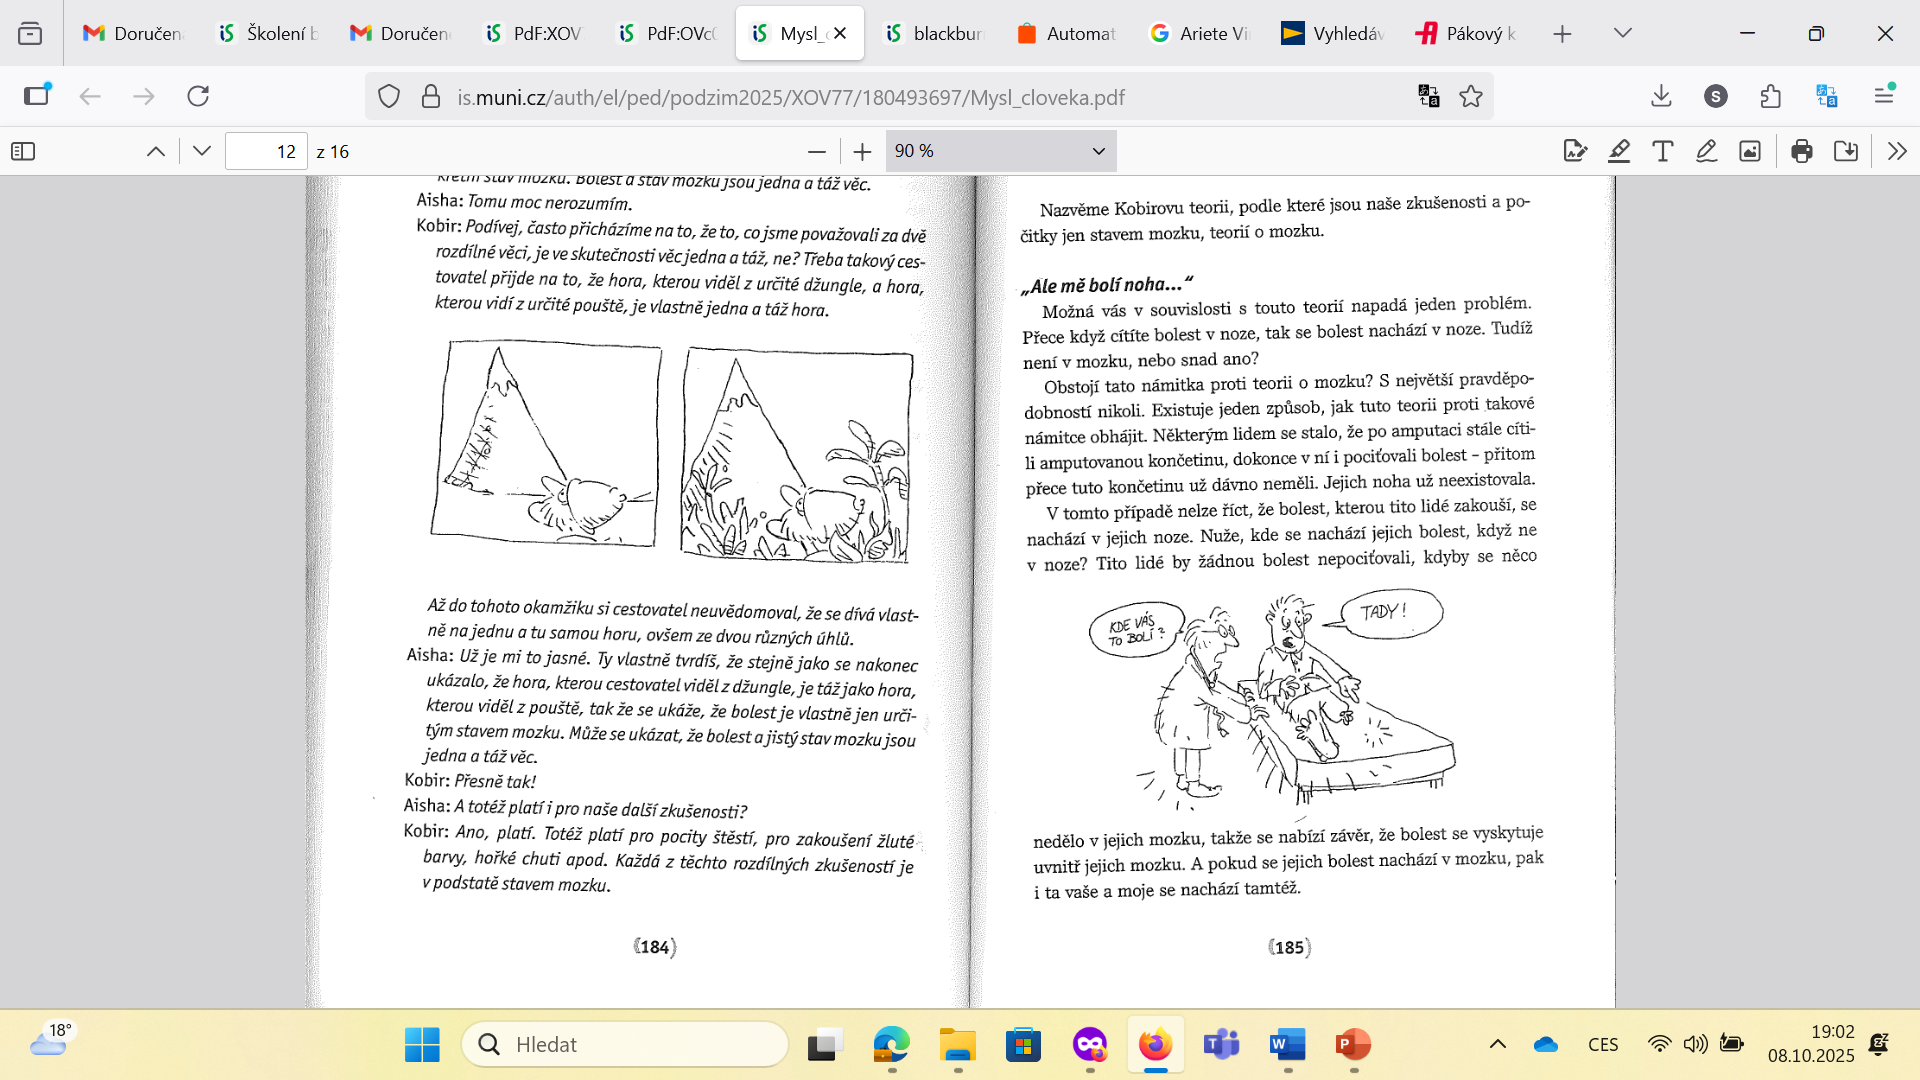 Doručen
Školení b
Doručen
PdF:XOV
PdF:OVc
Mysl_c
blackbur
Automat
Ariete Vi
Vyhledáv
Pákový k
is.muni.cz/auth/el/ped/podzim2025/XOV77/180493697/Mysl_cloveka.pdf
S
12 z 16
90 %
krétní stav mozku. Bolest a stav mozku jsou jedna a táž věc.
Aisha: Tomu moc nerozumím.
Kobir: Podívej, často přicházíme na to, že to, co jsme považovali za dvě
rozdílné věci, je ve skutečnosti věc jedna a táž, ne? Třeba takový ces-
tovatel přijde na to, že hora, kterou viděl z určité džungle, a hora,
kterou vidí z určité pouště, je vlastně jedna a táž hora.
Až do tohoto okamžiku si cestovatel neuvědomoval, že se dívá vlast-
ně na jednu a tu samou horu, ovšem ze dvou různých úhlů.
Aisha: Už je mi to jasné. Ty vlastně tvrdíš, že stejně jako se nakonec
ukázalo, že hora, kterou cestovatel viděl z džungle, je táž jako hora,
kterou viděl z pouště, tak že se ukáže, že bolest je vlastně jen urči-
tým stavem mozku. Může se ukázat, že bolest a jistý stav mozku jsou
jedna a táž věc.
Kobir: Přesně tak!
Aisha: A totéž platí i pro naše další zkušenosti?
Kobir: Ano, platí. Totéž platí pro pocity štěstí, pro zakoušení žluté
barvy, hořké chuti apod. Každá z těchto rozdílných zkušeností je
v podstatě stavem mozku.
(184)
Nazvěme Kobirovu teorii, podle které jsou naše zkušenosti a po-
čitky jen stavem mozku, teorií o mozku.
„Ale mě bolí noha...“
Možná vás v souvislosti s touto teorií napadá jeden problém.
Přece když cítíte bolest v noze, tak se bolest nachází v noze. Tudíž
není v mozku, nebo snad ano?
Obstojí tato námitka proti teorii o mozku? S největší pravděpo-
dobností nikoli. Existuje jeden způsob, jak tuto teorii proti takové
námitce obhájit. Některým lidem se stalo, že po amputaci stále cíti-
li amputovanou končetinu, dokonce v ní i pociťovali bolest – přitom
přece tuto končetinu už dávno neměli. Jejich noha už neexistovala.
V tomto případě nelze říct, že bolest, kterou tito lidé zakouší, se
nachází v jejich noze. Nuže, kde se nachází jejich bolest, když ne
v noze? Tito lidé by žádnou bolest nepociťovali, kdyby se něco
KDE VÁS
TO BOLÍ?
TADY!
nedělo v jejich mozku, takže se nabízí závěr, že bolest se vyskytuje
uvnitř jejich mozku. A pokud se jejich bolest nachází v mozku, pak
i ta vaše a moje se nachází tamtéž.
(185)
18°
Hledat
CES
19:02
08.10.2025